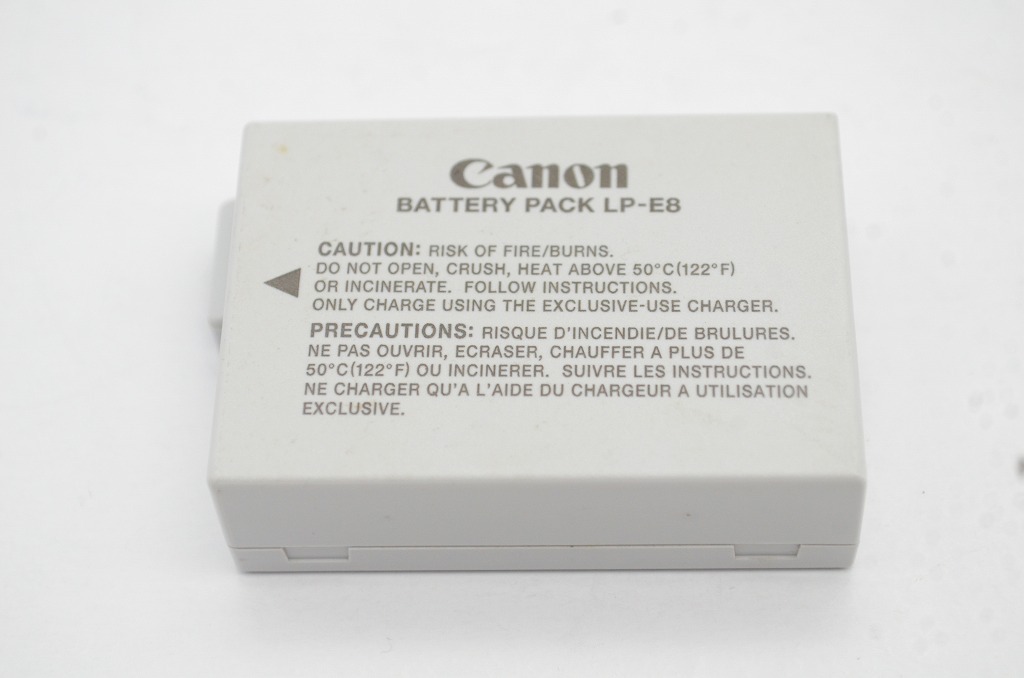 Canon
BATTERY PACK LP-E8
CAUTION: RISK OF FIRE/BURNS.
DO NOT OPEN, CRUSH, HEAT ABOVE 50°C(122°F)
OR INCINERATE. FOLLOW INSTRUCTIONS.
ONLY CHARGE USING THE EXCLUSIVE-USE CHARGER.
PRECAUTIONS: RISQUE D'INCENDIE/DE BRULURES.
NE PAS OUVRIR, ECRASER, CHAUFFER A PLUS DE
50°C(122°F) OU INCINERER. SUIVRE LES INSTRUCTIONS.
NE CHARGER QU'A L'AIDE DU CHARGEUR A UTILISATION
EXCLUSIVE.